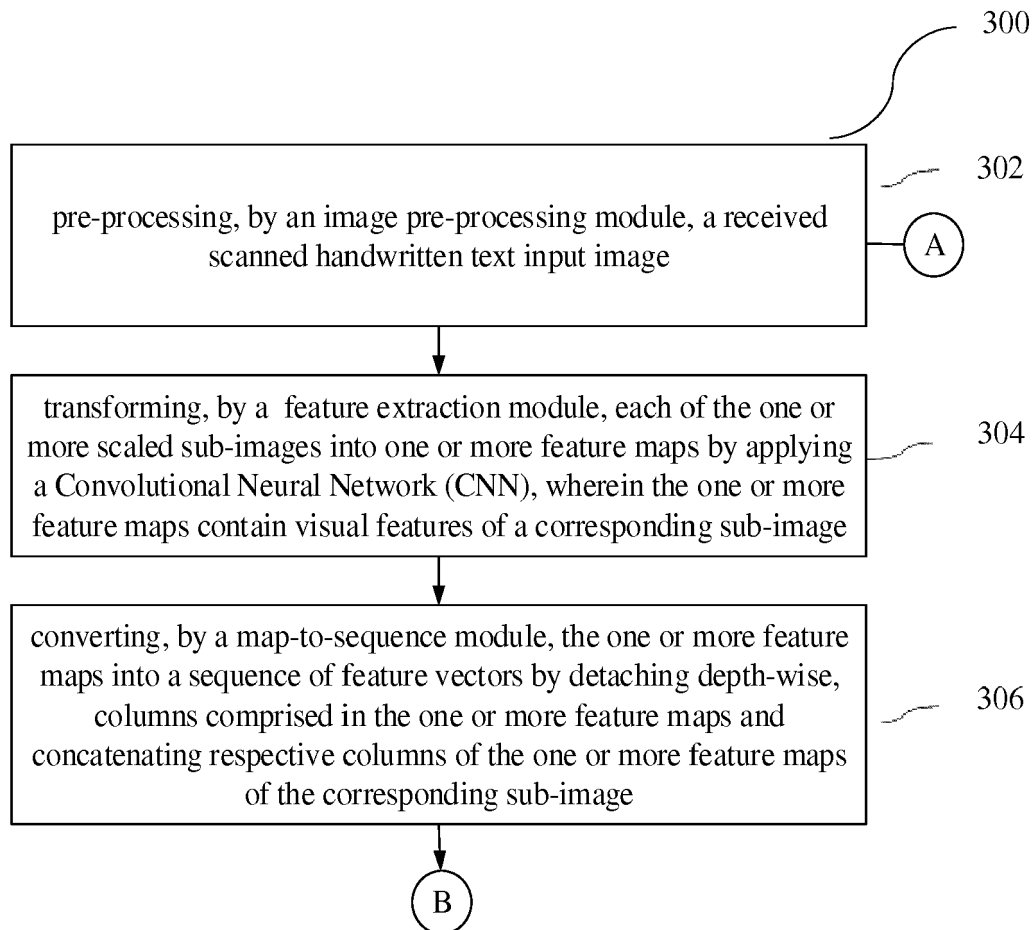 300
302
pre-processing, by an image pre-processing module, a received
scanned handwritten text input image
A
transforming, by a feature extraction module, each of the one or
more scaled sub-images into one or more feature maps by applying
a Convolutional Neural Network (CNN), wherein the one or more
feature maps contain visual features of a corresponding sub-image
304
converting, by a map-to-sequence module, the one or more feature
maps into a sequence of feature vectors by detaching depth-wise,
columns comprised in the one or more feature maps and
concatenating respective columns of the one or more feature maps
of the corresponding sub-image
306
B